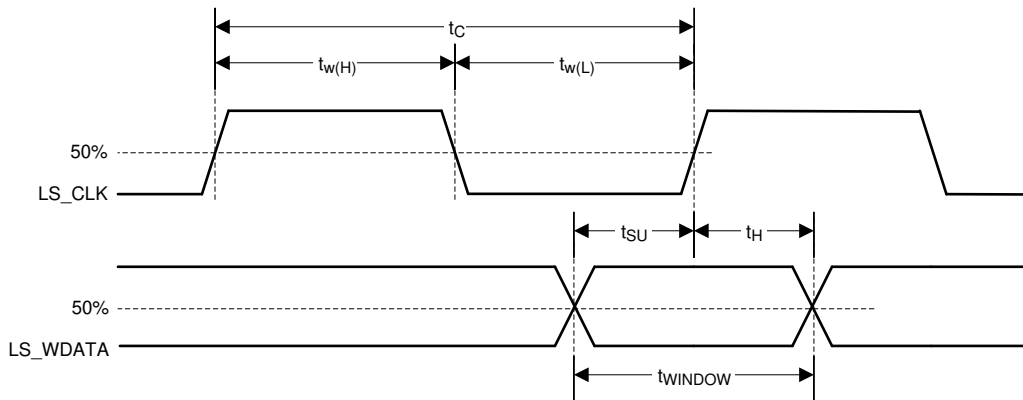 tC
tw(H)
tw(L)
50%
LS_CLK
tSU
tH
50%
LS_WDATA
tWINDOW